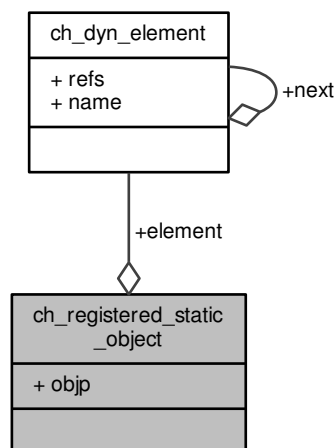 ch_dyn_element
+ refs
+ name
+next
+element
ch_registered_static
_object
+ objp